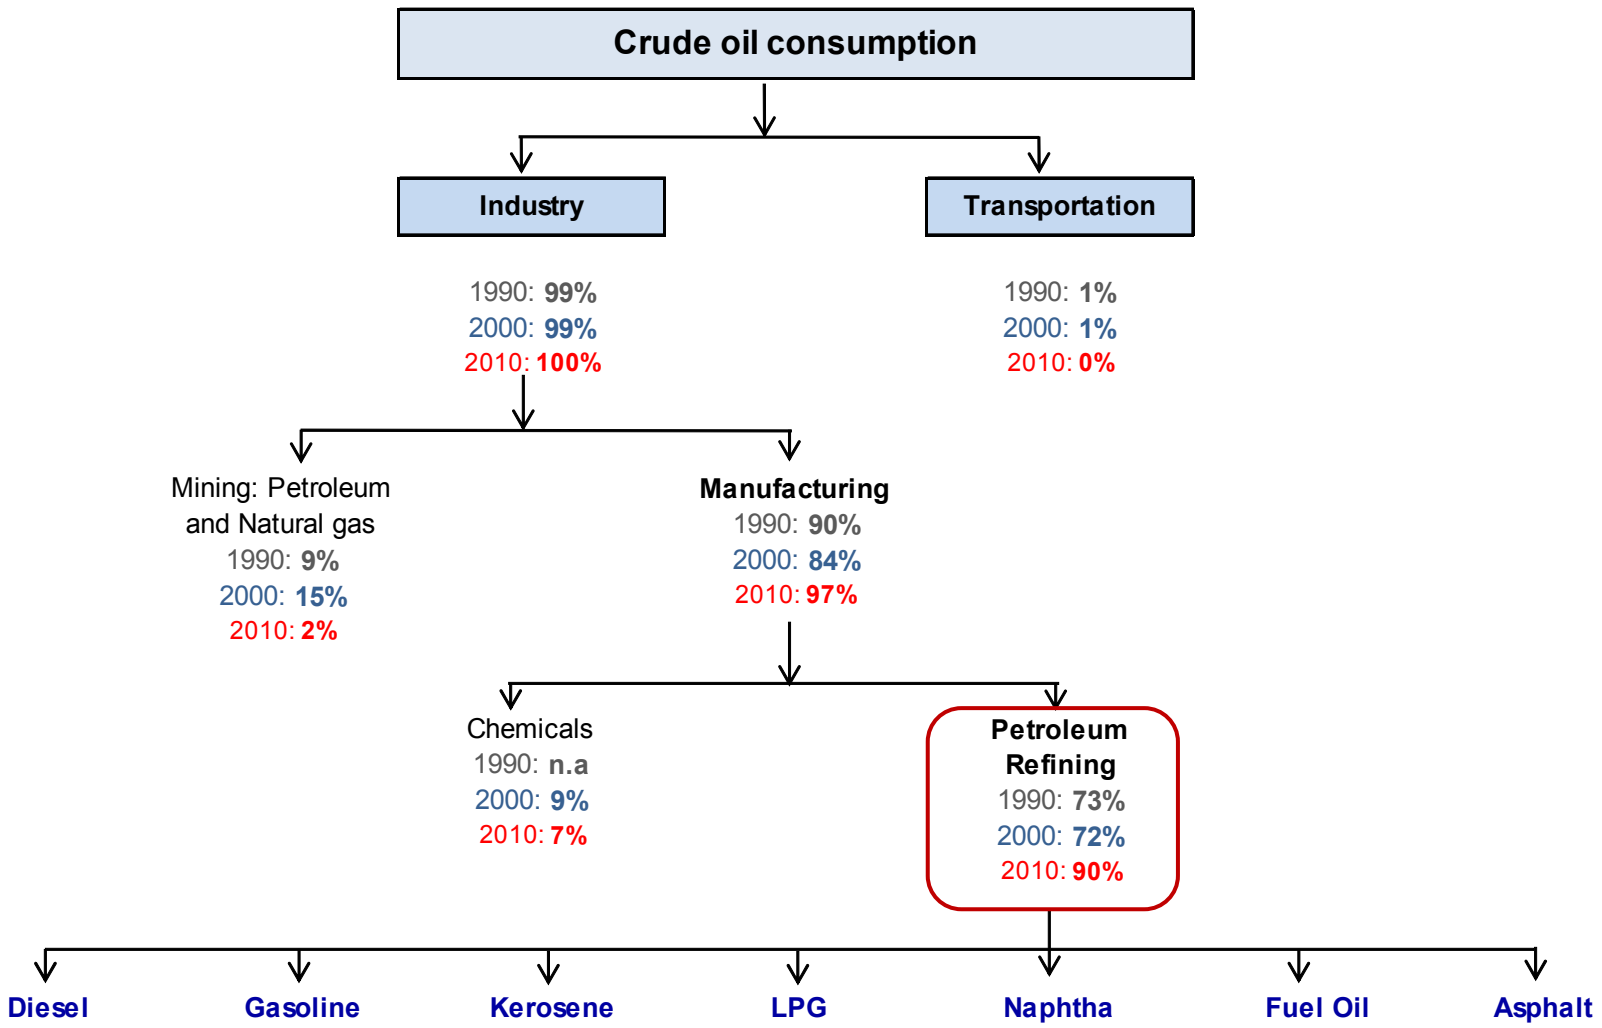 Crude oil consumption
Industry
Transportation
1990: 99%
2000: 99%
2010: 100%
1990: 1%
2000: 1%
2010: 0%
Mining: Petroleum
and Natural gas
1990: 9%
2000: 15%
2010: 2%
Manufacturing
1990: 90%
2000: 84%
2010: 97%
Chemicals
1990: n.a
2000: 9%
2010: 7%
Petroleum
Refining
1990: 73%
2000: 72%
2010: 90%
Diesel
Gasoline
Kerosene
LPG
Naphtha
Fuel Oil
Asphalt